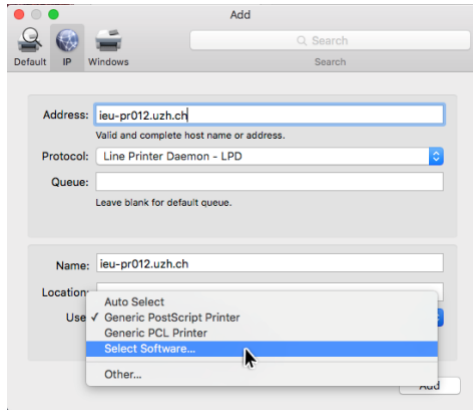 Add
Search
Default IP Windows Search
Address: ieu-pr012.uzh.ch
Valid and complete host name or address.
Protocol: Line Printer Daemon - LPD
Queue:
Leave blank for default queue.
Name: ieu-pr012.uzh.ch
Location:
Auto Select
Use ✓ Generic PostScript Printer
Generic PCL Printer
Select Software...
Other...
Add